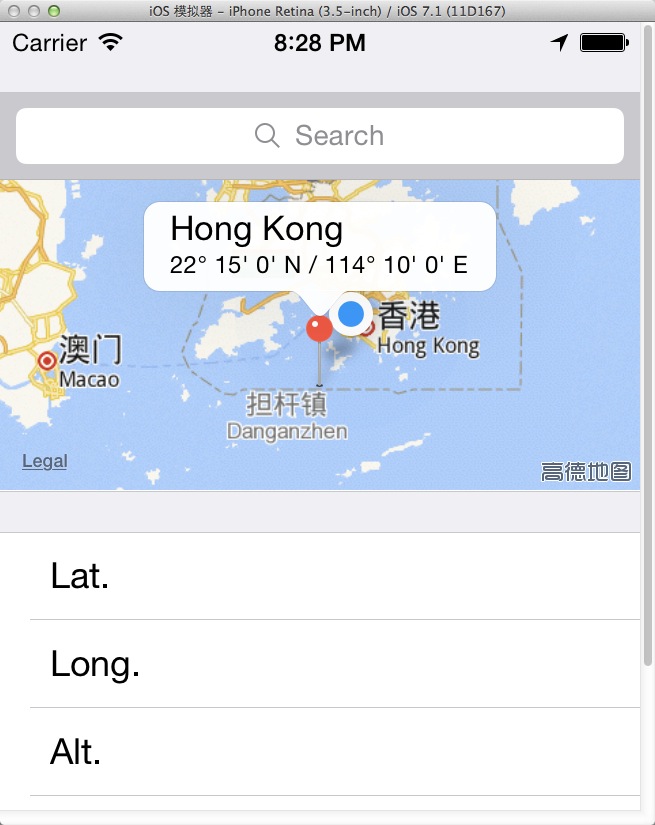 iOS 模拟器 – iPhone Retina (3.5-inch) / iOS 7.1 (11D167)
Carrier 8:28 PM
Search
Hong Kong
22° 15' 0' N / 114° 10' 0' E
香港
Hong Kong
澳门
Macao
担杆镇
Danganzhen
Legal
高德地图
Lat.
Long.
Alt.